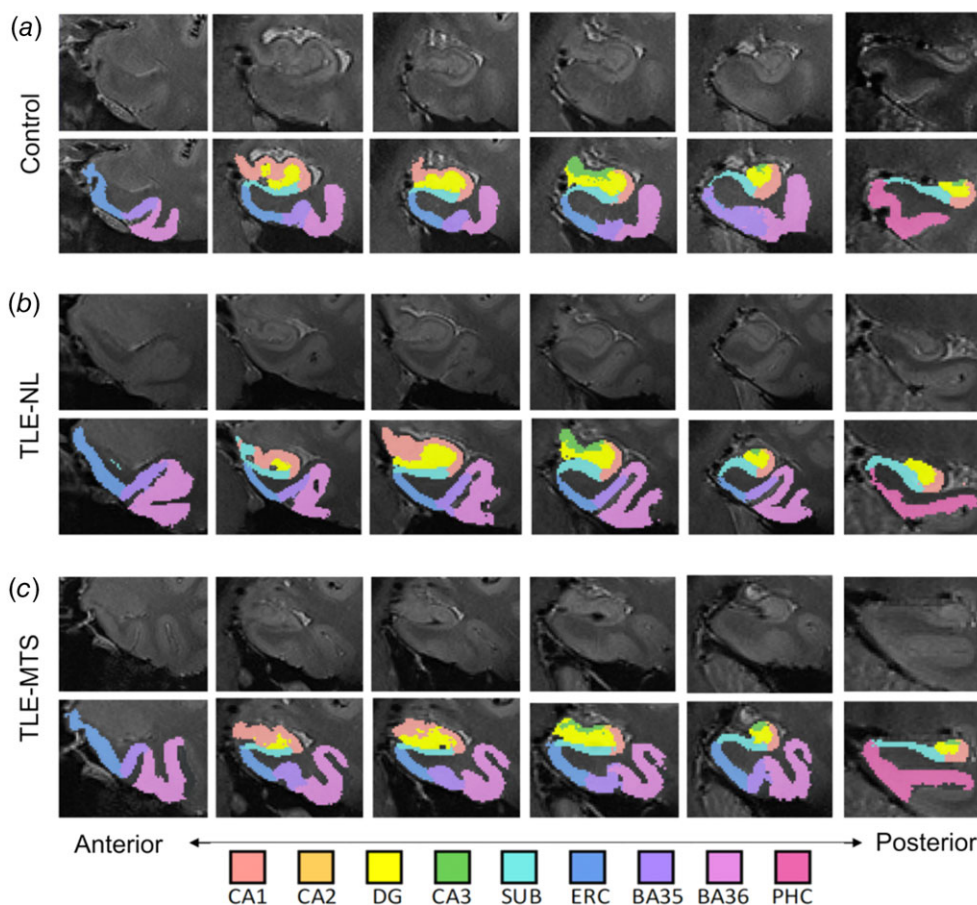 (a)
Control
(b)
TLE-NL
(c)
TLE-MTS
Anterior Posterior
CA1 CA2 DG CA3 SUB ERC BA35 BA36 PHC